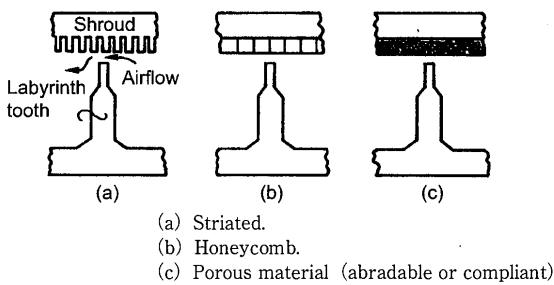 Shroud
Labyrinth
tooth
Airflow
(a)
(b)
(c)
(a) Striated.
(b) Honeycomb.
(c) Porous material (abradable or compliant)